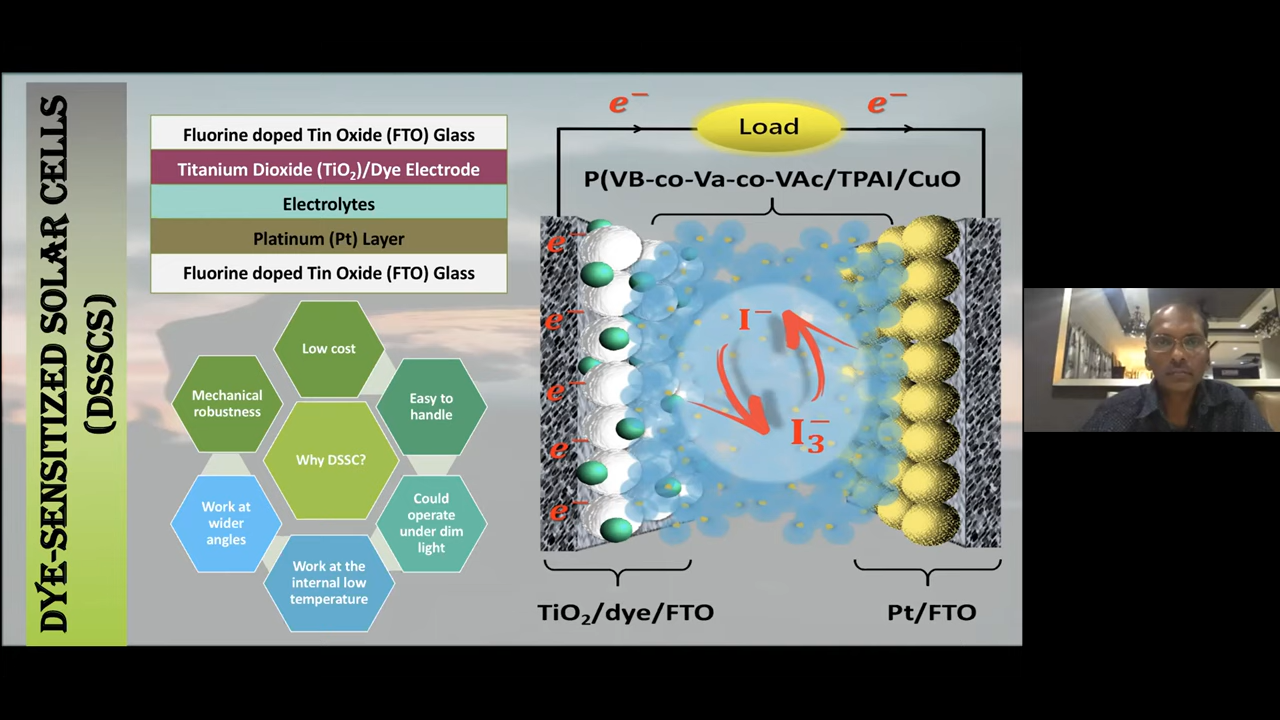 DYE-SENSITIZED SOLAR CELLS
(DSSCS)
Fluorine doped Tin Oxide (FTO) Glass
Titanium Dioxide (TiO₂)/Dye Electrode
Electrolytes
Platinum (Pt) Layer
Fluorine doped Tin Oxide (FTO) Glass
Low cost
Mechanical
robustness
Easy to
handle
Why DSSC?
Work at
wider
angles
Could
operate
under dim
light
Work at the
internal low
temperature
e⁻
e⁻
Load
P(VB-co-Va-co-VAc/TPAI/CuO
e⁻
e⁻
e⁻
e⁻
e⁻
I⁻
I₃⁻
TiO₂/dye/FTO
Pt/FTO